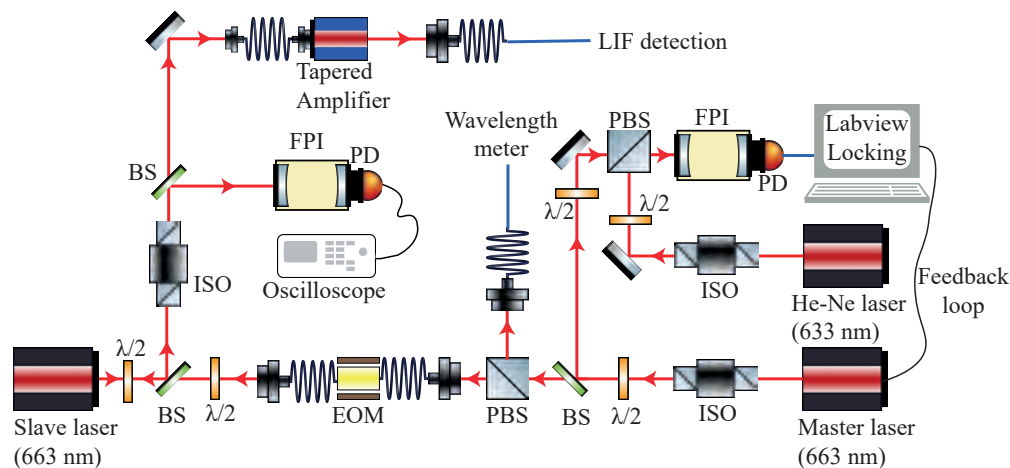 LIF detection
Tapered
Amplifier
Wavelength
meter
PBS
FPI
Labview
Locking
FPI
PD
BS
PD
λ/2
λ/2
ISO
Oscilloscope
ISO
He-Ne laser
(633 nm)
Feedback
loop
λ/2
Slave laser
(663 nm)
BS
λ/2
EOM
PBS
BS
λ/2
ISO
Master laser
(663 nm)